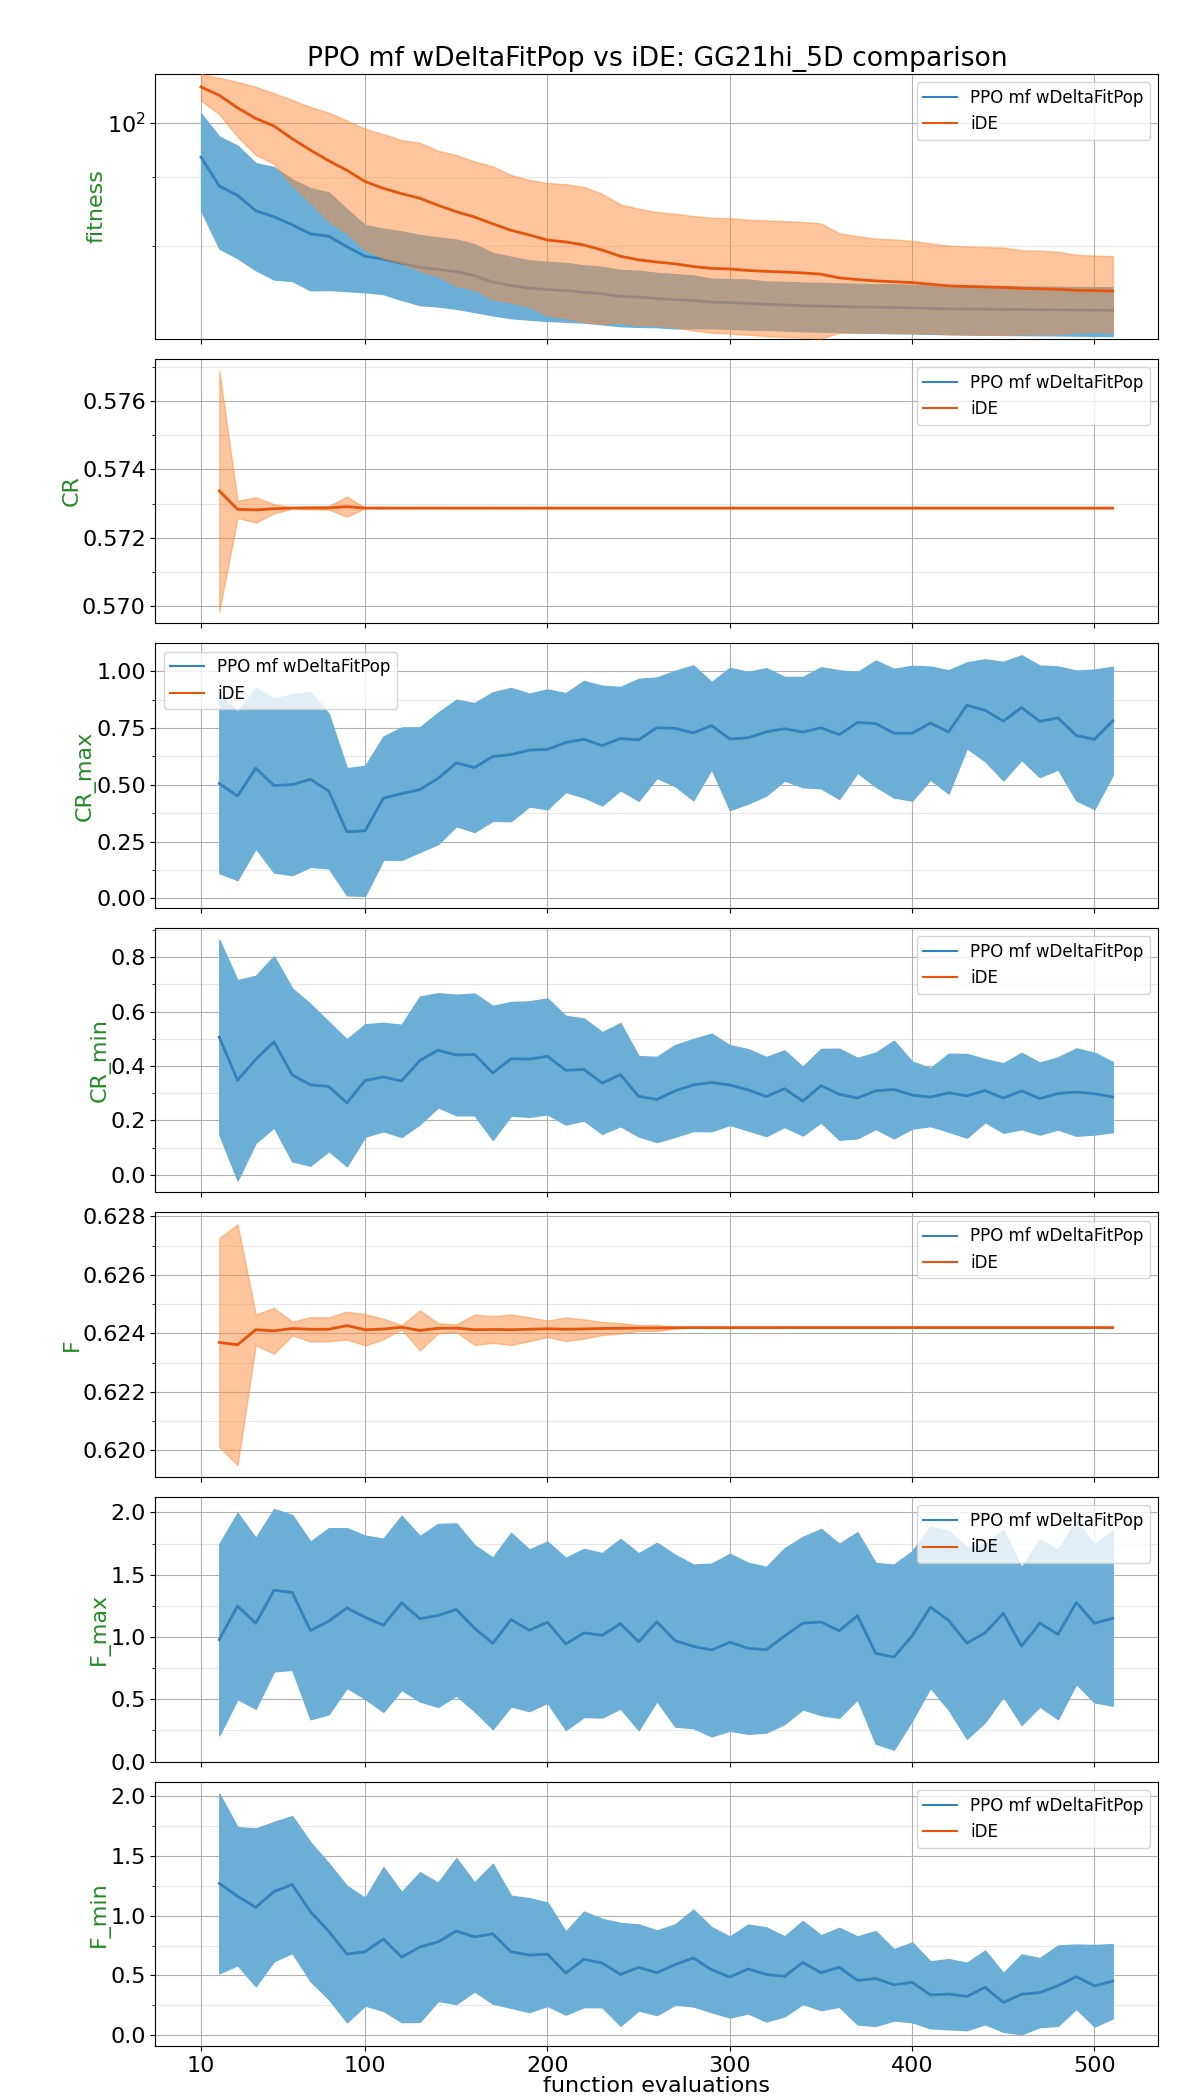 PPO mf wDeltaFitPop vs iDE: GG21hi_5D comparison
10²
fitness
PPO mf wDeltaFitPop
iDE
0.576
0.574
0.572
0.570
CR
PPO mf wDeltaFitPop
iDE
1.00
0.75
0.50
0.25
0.00
CR_max
PPO mf wDeltaFitPop
iDE
0.8
0.6
0.4
0.2
0.0
CR_min
PPO mf wDeltaFitPop
iDE
0.628
0.626
0.624
0.622
0.620
F
PPO mf wDeltaFitPop
iDE
2.0
1.5
1.0
0.5
0.0
F_max
PPO mf wDeltaFitPop
iDE
2.0
1.5
1.0
0.5
0.0
F_min
PPO mf wDeltaFitPop
iDE
10 100 200 300 400 500
function evaluations